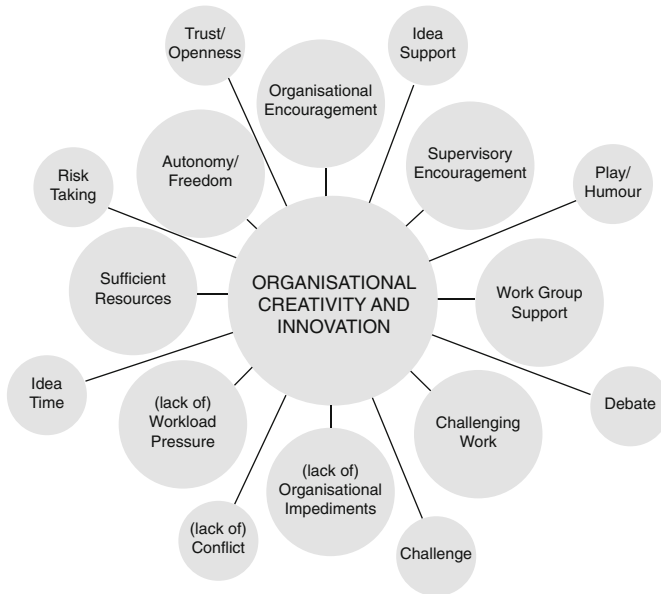 Trust/
Openness
Idea
Support
Organisational
Encouragement
Autonomy/
Freedom
Supervisory
Encouragement
Risk
Taking
Play/
Humour
Sufficient
Resources
ORGANISATIONAL
CREATIVITY AND
INNOVATION
Work Group
Support
Idea
Time
(lack of)
Workload
Pressure
Challenging
Work
Debate
(lack of)
Organisational
Impediments
(lack of)
Conflict
Challenge